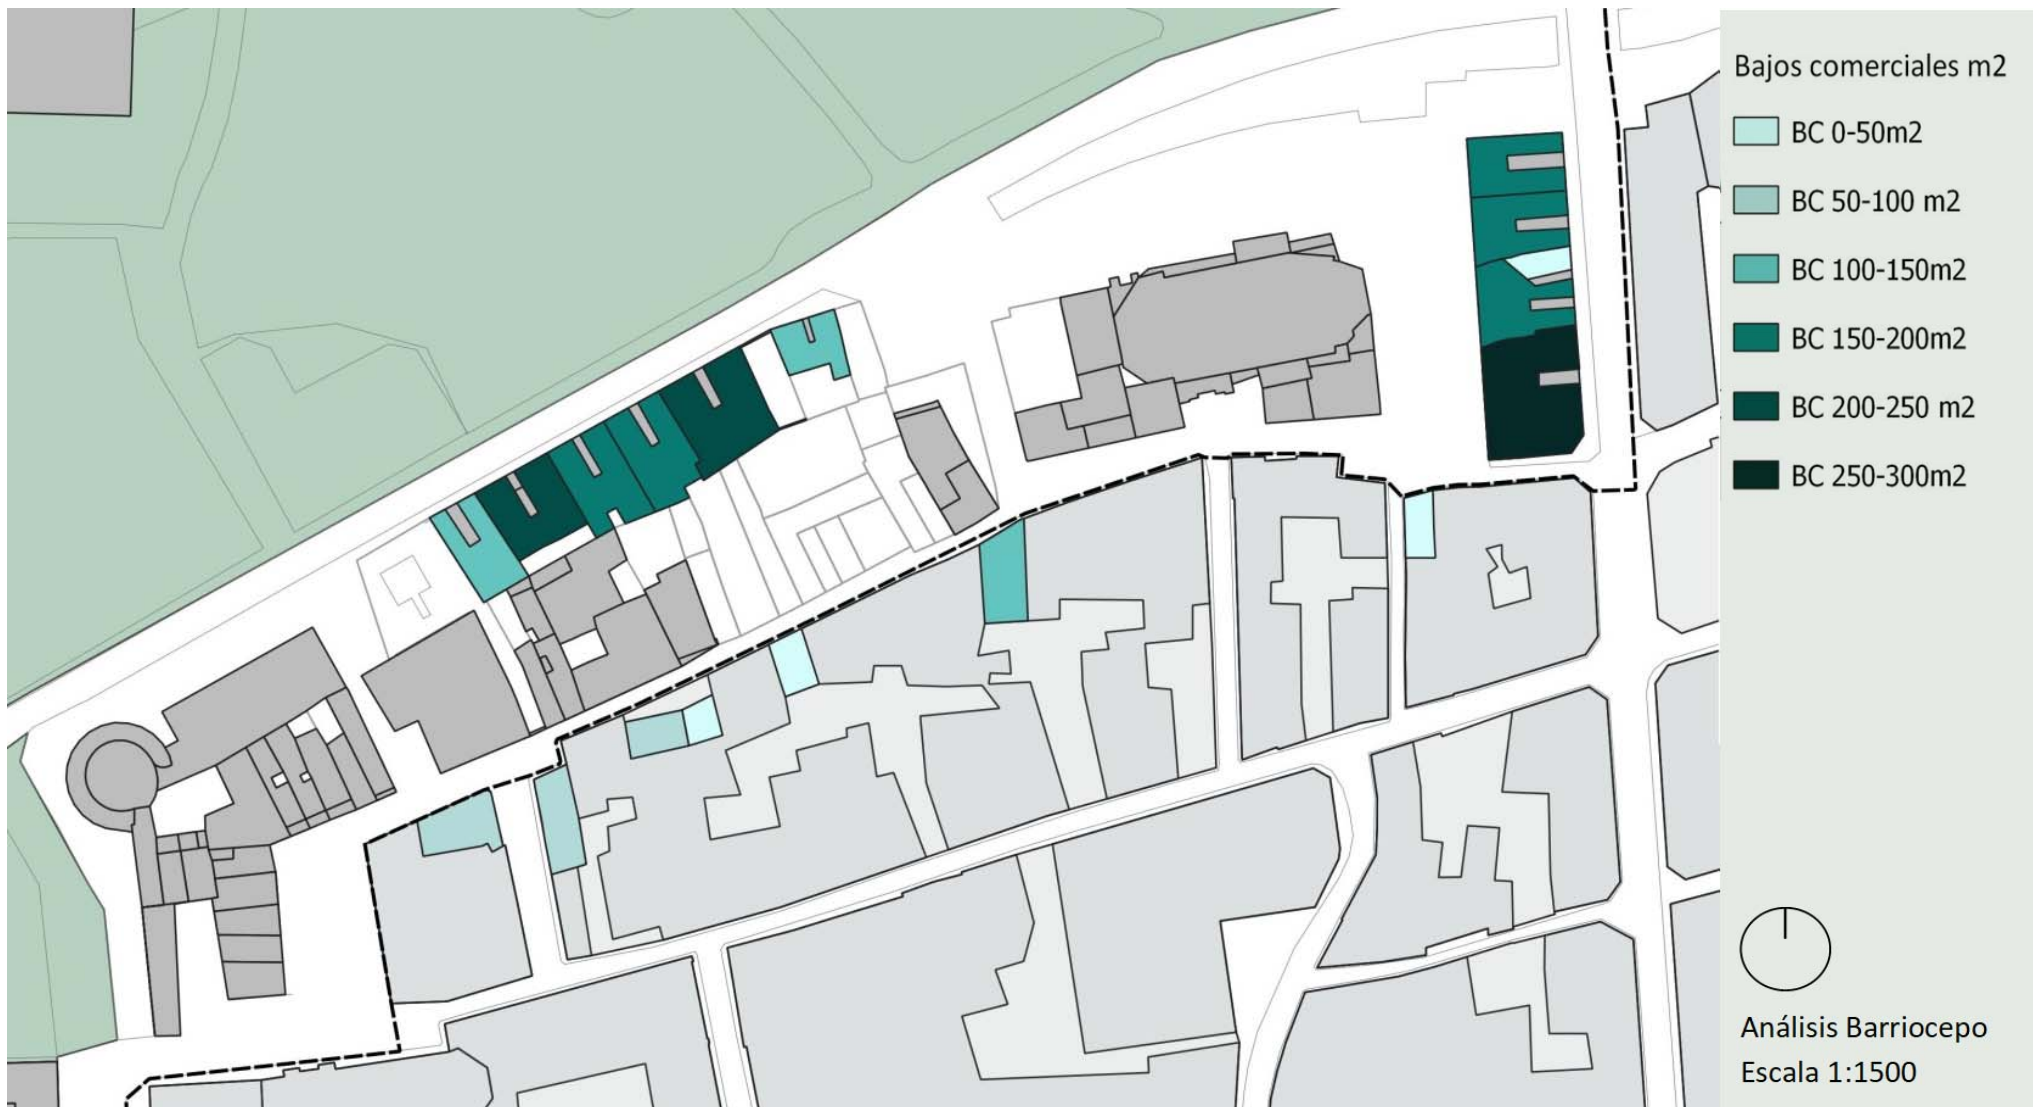 Bajos comerciales m2
BC 0-50m2
BC 50-100 m2
BC 100-150m2
BC 150-200m2
BC 200-250 m2
BC 250-300m2
Análisis Barriocepo
Escala 1:1500